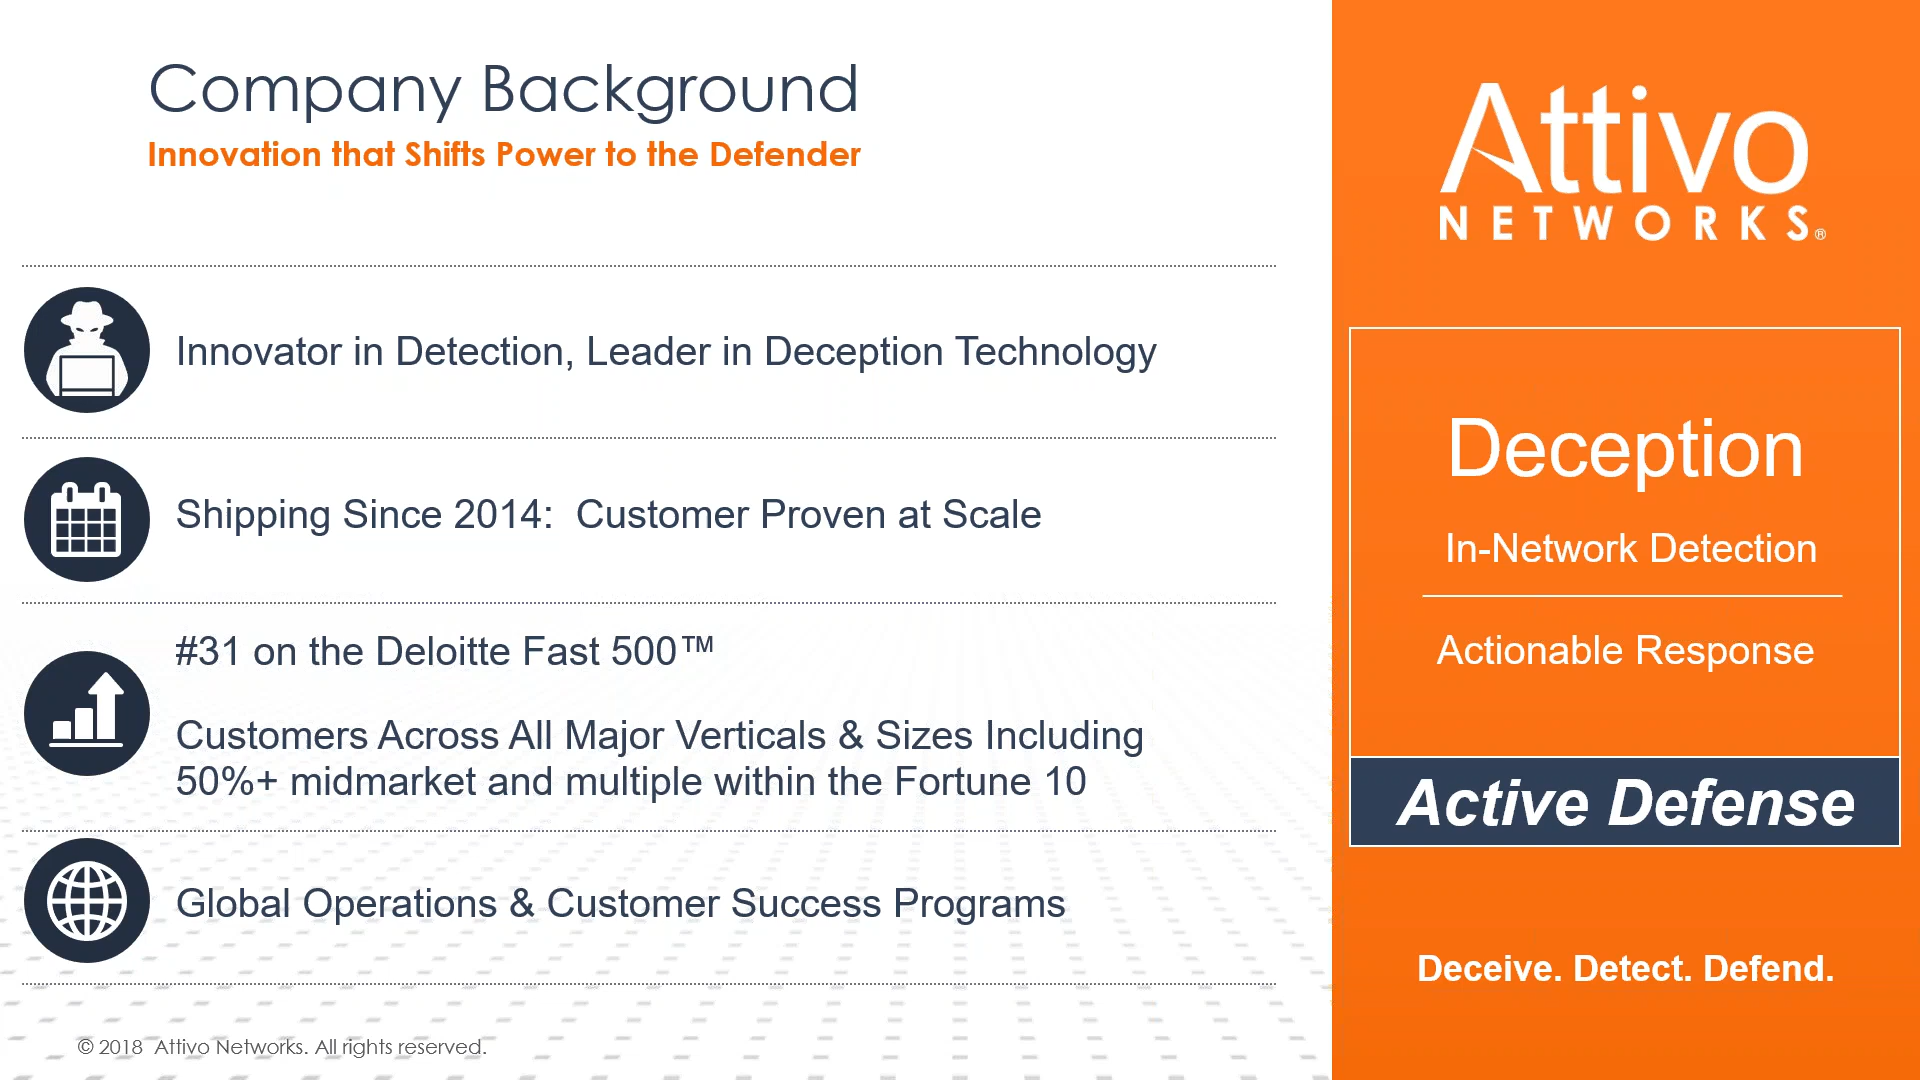 Company Background
Innovation that Shifts Power to the Defender
Innovator in Detection, Leader in Deception Technology
Shipping Since 2014:  Customer Proven at Scale
#31 on the Deloitte Fast 500™
Customers Across All Major Verticals & Sizes Including
50%+ midmarket and multiple within the Fortune 10
Global Operations & Customer Success Programs
© 2018  Attivo Networks. All rights reserved.
Attivo
NETWORKS®
Deception
In-Network Detection
Actionable Response
Active Defense
Deceive. Detect. Defend.